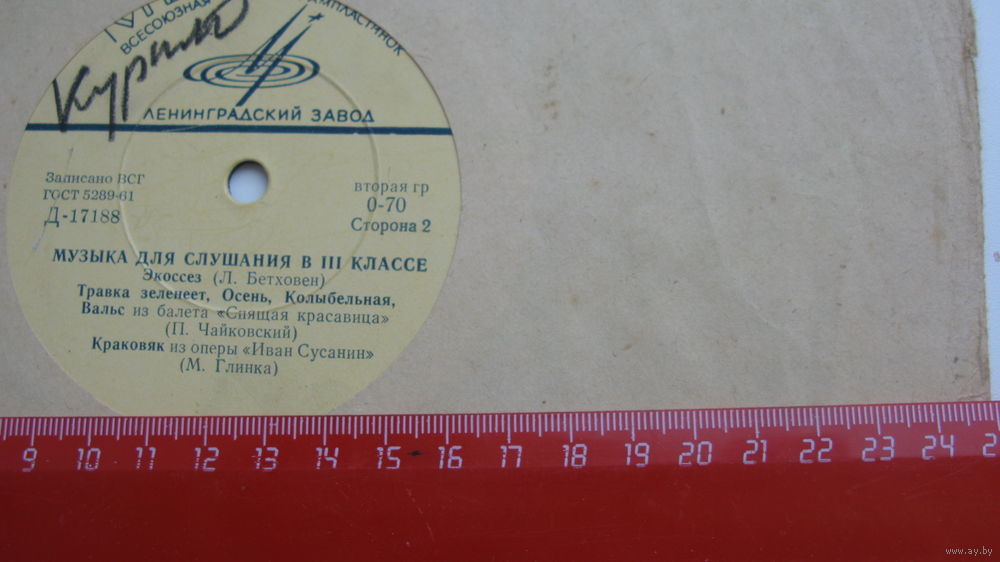 ВСЕСОЮЗНАЯ
ГРАМПЛАСТИНОК
ЛЕНИНГРАДСКИЙ ЗАВОД
Записано ВСГ
ГОСТ 5289-61
Д-17188
вторая гр
0-70
Сторона 2
МУЗЫКА ДЛЯ СЛУШАНИЯ В III КЛАССЕ
Экоссез (Л. Бетховен)
Травка зеленеет, Осень, Колыбельная,
Вальс из балета «Спящая красавица»
(П. Чайковский)
Краковяк из оперы «Иван Сусанин»
(М. Глинка)
9 10 11 12 13 14 15 16 17 18 19 20 21 22 23 24
www.ay.by